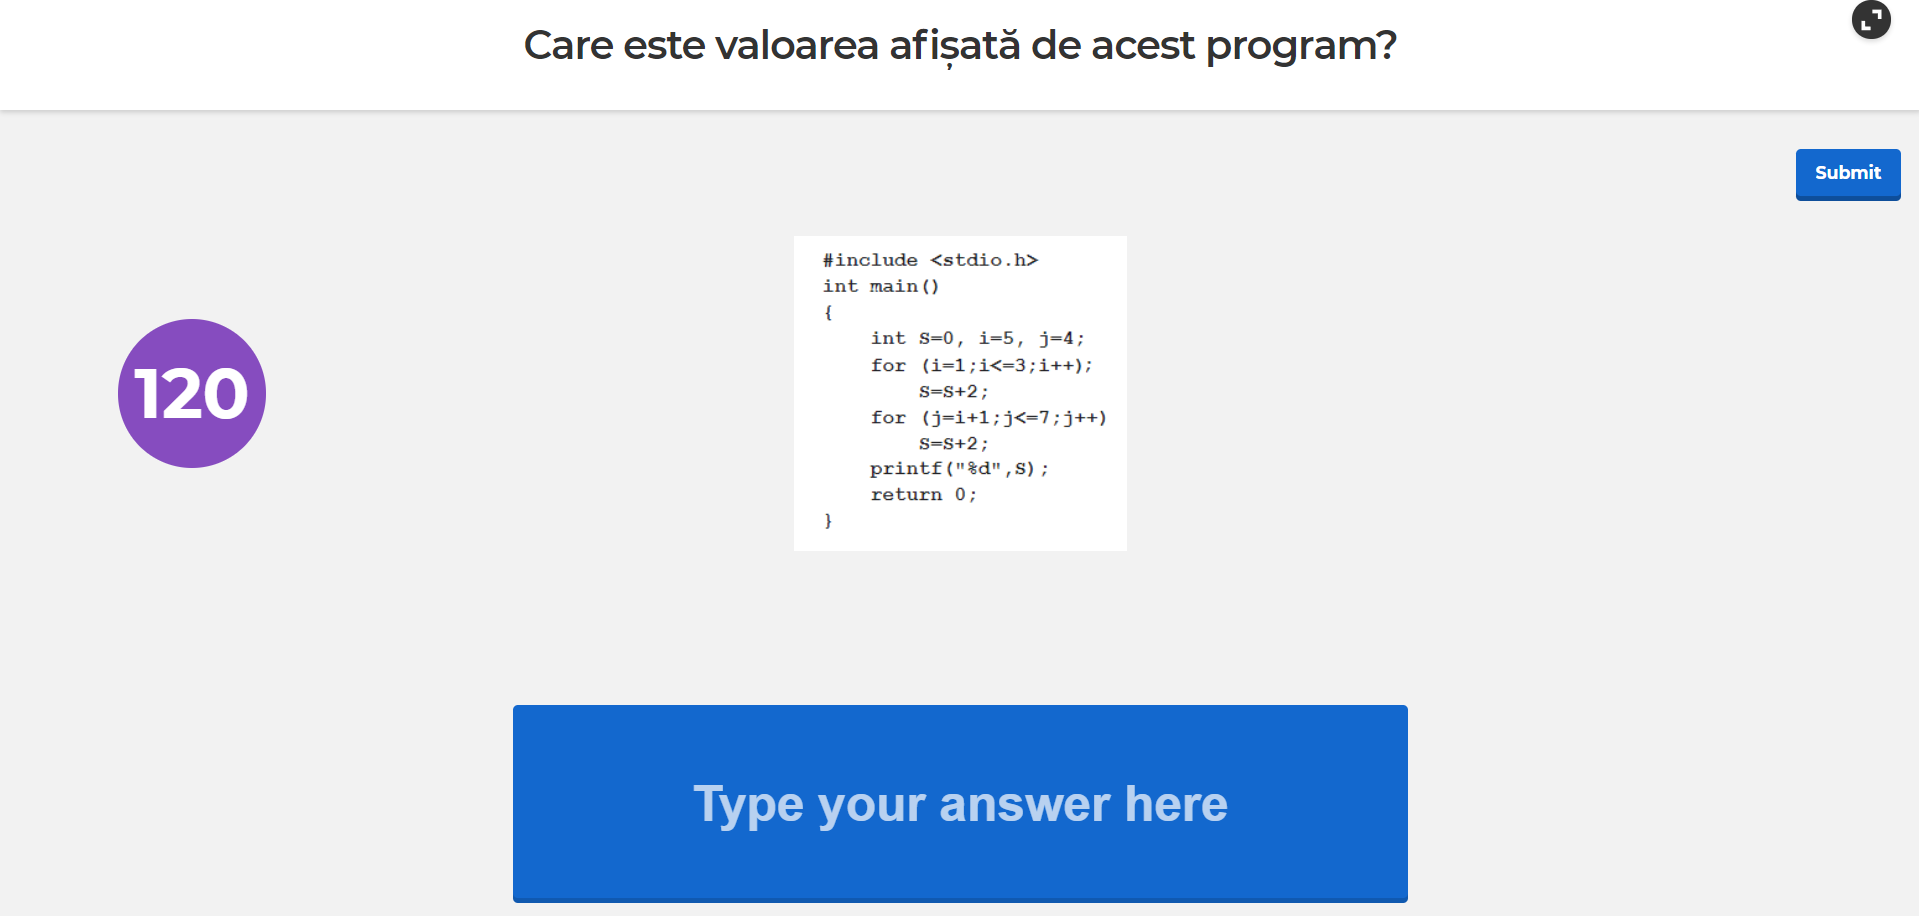 Care este valoarea afișată de acest program?
Submit
120
#include <stdio.h>
int main()
{
    int S=0, i=5, j=4;
    for (i=1;i<=3;i++);
        S=S+2;
    for (j=i+1;j<=7;j++)
        S=S+2;
    printf("%d",S);
    return 0;
}
Type your answer here